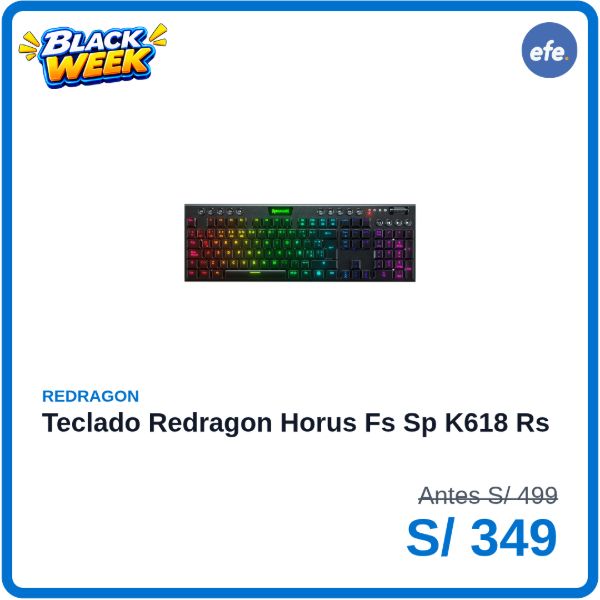 BLACK
WEEK
efe.
REDRAGON
Teclado Redragon Horus Fs Sp K618 Rs
Antes S/ 499
S/ 349